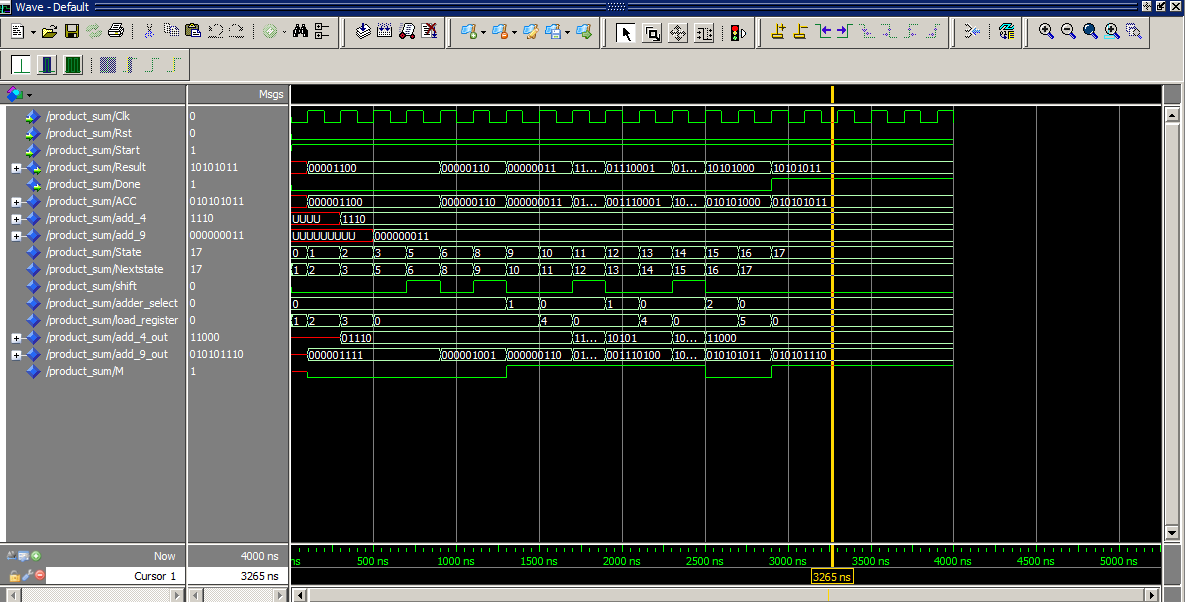 Wave - Default
Msgs
/product_sum/Clk 0
/product_sum/Rst 0
/product_sum/Start 1
/product_sum/Result 10101011 00001100 00000110 00000011 11... 01110001 01... 10101000 10101011
/product_sum/Done 1
/product_sum/ACC 010101011 000001100 000000110 000000011 01... 001110001 10... 010101000 010101011
/product_sum/add_4 1110 UUUU 1110
/product_sum/add_9 000000011 UUUUUUUUU 000000011
/product_sum/State 17 0 1 2 3 5 6 8 9 10 11 12 13 14 15 16 17
/product_sum/Nextstate 17 1 2 3 5 6 8 9 10 11 12 13 14 15 16 17
/product_sum/shift 0
/product_sum/adder_select 0 0 1 0 1 0 2 0
/product_sum/load_register 0 1 2 3 0 4 0 4 0 5 0
/product_sum/add_4_out 11000 01110 11... 10101 10... 11000
/product_sum/add_9_out 010101110 000001111 000001001 000000110 01... 001110100 10... 010101011 010101110
/product_sum/M 1
Now 4000 ns ns 500 ns 1000 ns 1500 ns 2000 ns 2500 ns 3000 ns 3500 ns 4000 ns 4500 ns 5000 ns
Cursor 1 3265 ns 3265 ns